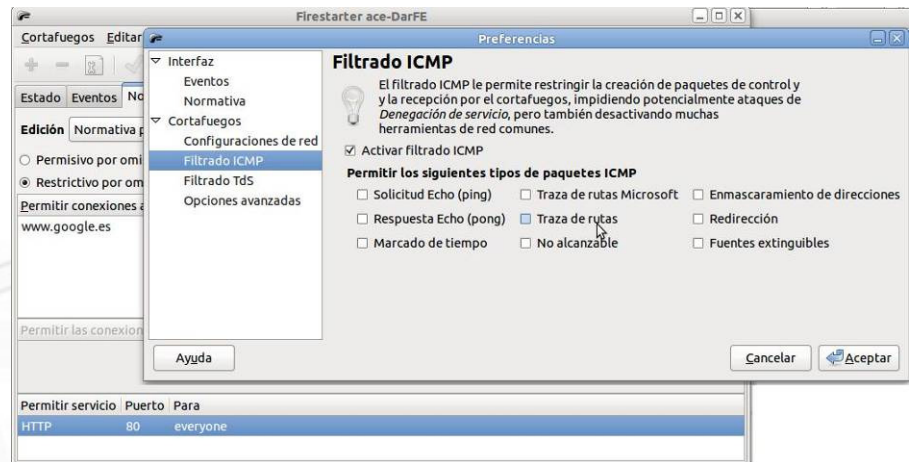 Firestarter ace-DarFE
Cortafuegos Editar
Preferencias
Estado Eventos No
Edición Normativa p
Permisivo por omi
Restrictivo por om
Permitir conexiones a
www.google.es
Permitir las conexion
Interfaz
Eventos
Normativa
Cortafuegos
Configuraciones de red
Filtrado ICMP
Filtrado TdS
Opciones avanzadas
Filtrado ICMP
El filtrado ICMP le permite restringir la creación de paquetes de control y
y la recepción por el cortafuegos, impidiendo potencialmente ataques de
Denegación de servicio, pero también desactivando muchas
herramientas de red comunes.
Activar filtrado ICMP
Permitir los siguientes tipos de paquetes ICMP
Solicitud Echo (ping) Traza de rutas Microsoft Enmascaramiento de direcciones
Respuesta Echo (pong) Traza de rutas Redirección
Marcado de tiempo No alcanzable Fuentes extinguibles
Ayuda Cancelar Aceptar
Permitir servicio Puerto Para
HTTP 80 everyone